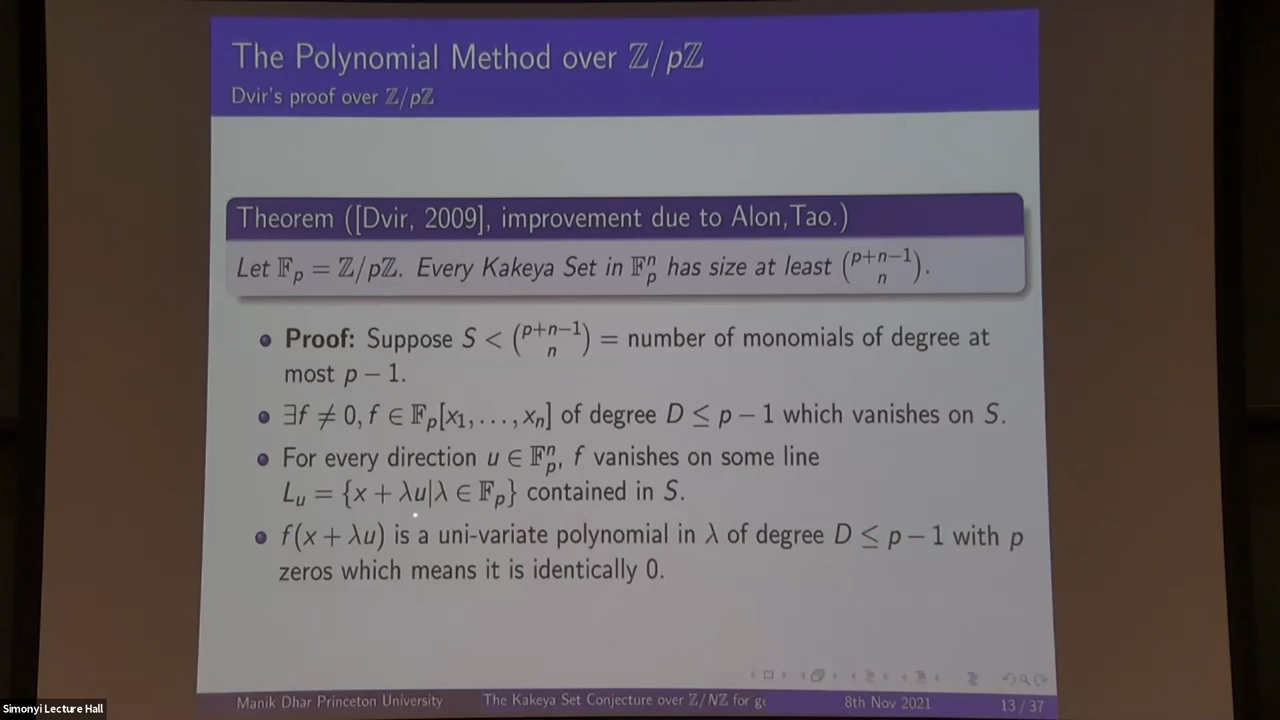 The Polynomial Method over ℤ/pℤ
Dvir's proof over ℤ/pℤ
Theorem ([Dvir, 2009], improvement due to Alon,Tao.)
Let 𝔽_p = ℤ/pℤ. Every Kakeya Set in 𝔽_p^n has size at least \binom{p+n−1}{n}.
Proof: Suppose S < \binom{p+n−1}{n} = number of monomials of degree at
most p − 1.
∃f ≠ 0, f ∈ 𝔽_p[x_1, . . . , x_n] of degree D ≤ p − 1 which vanishes on S.
For every direction u ∈ 𝔽_p^n, f vanishes on some line
L_u = {x + λu|λ ∈ 𝔽_p} contained in S.
f(x + λu) is a uni-variate polynomial in λ of degree D ≤ p − 1 with p
zeros which means it is identically 0.
Manik Dhar Princeton University The Kakeya Set Conjecture over ℤ/Nℤ for ge 8th Nov 2021 13 / 37
Simonyi Lecture Hall